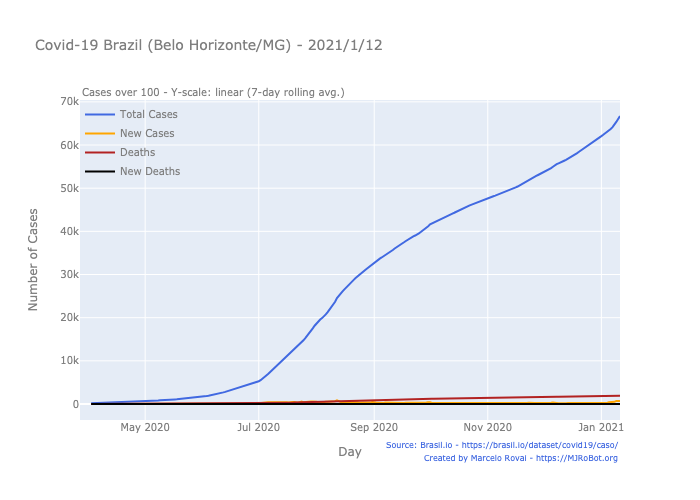 Covid-19 Brazil (Belo Horizonte/MG) - 2021/1/12
Cases over 100 - Y-scale: linear (7-day rolling avg.)
Total Cases
New Cases
Deaths
New Deaths
70k
60k
50k
40k
30k
20k
10k
0
Number of Cases
May 2020
Jul 2020
Sep 2020
Nov 2020
Jan 2021
Day
Source: Brasil.io - https://brasil.io/dataset/covid19/caso/
Created by Marcelo Rovai - https://MJRoBot.org